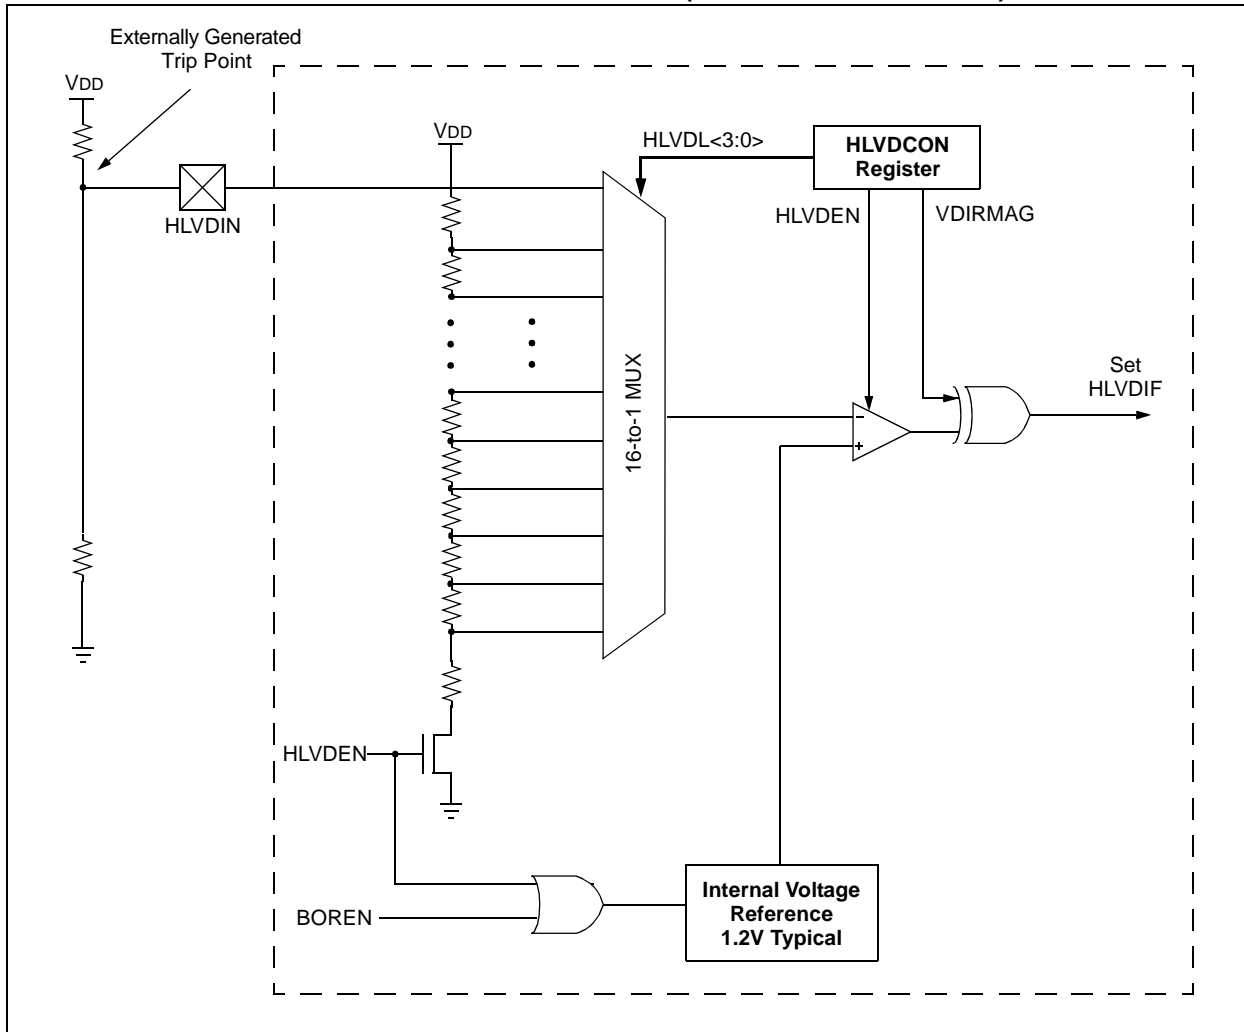 Externally Generated
Trip Point
VDD
VDD
HLVDL<3:0>
HLVDCON
Register
HLVDIN
HLVDEN
VDIRMAG
16-to-1 MUX
Set
HLVDIF
–
+
HLVDEN
BOREN
Internal Voltage
Reference
1.2V Typical